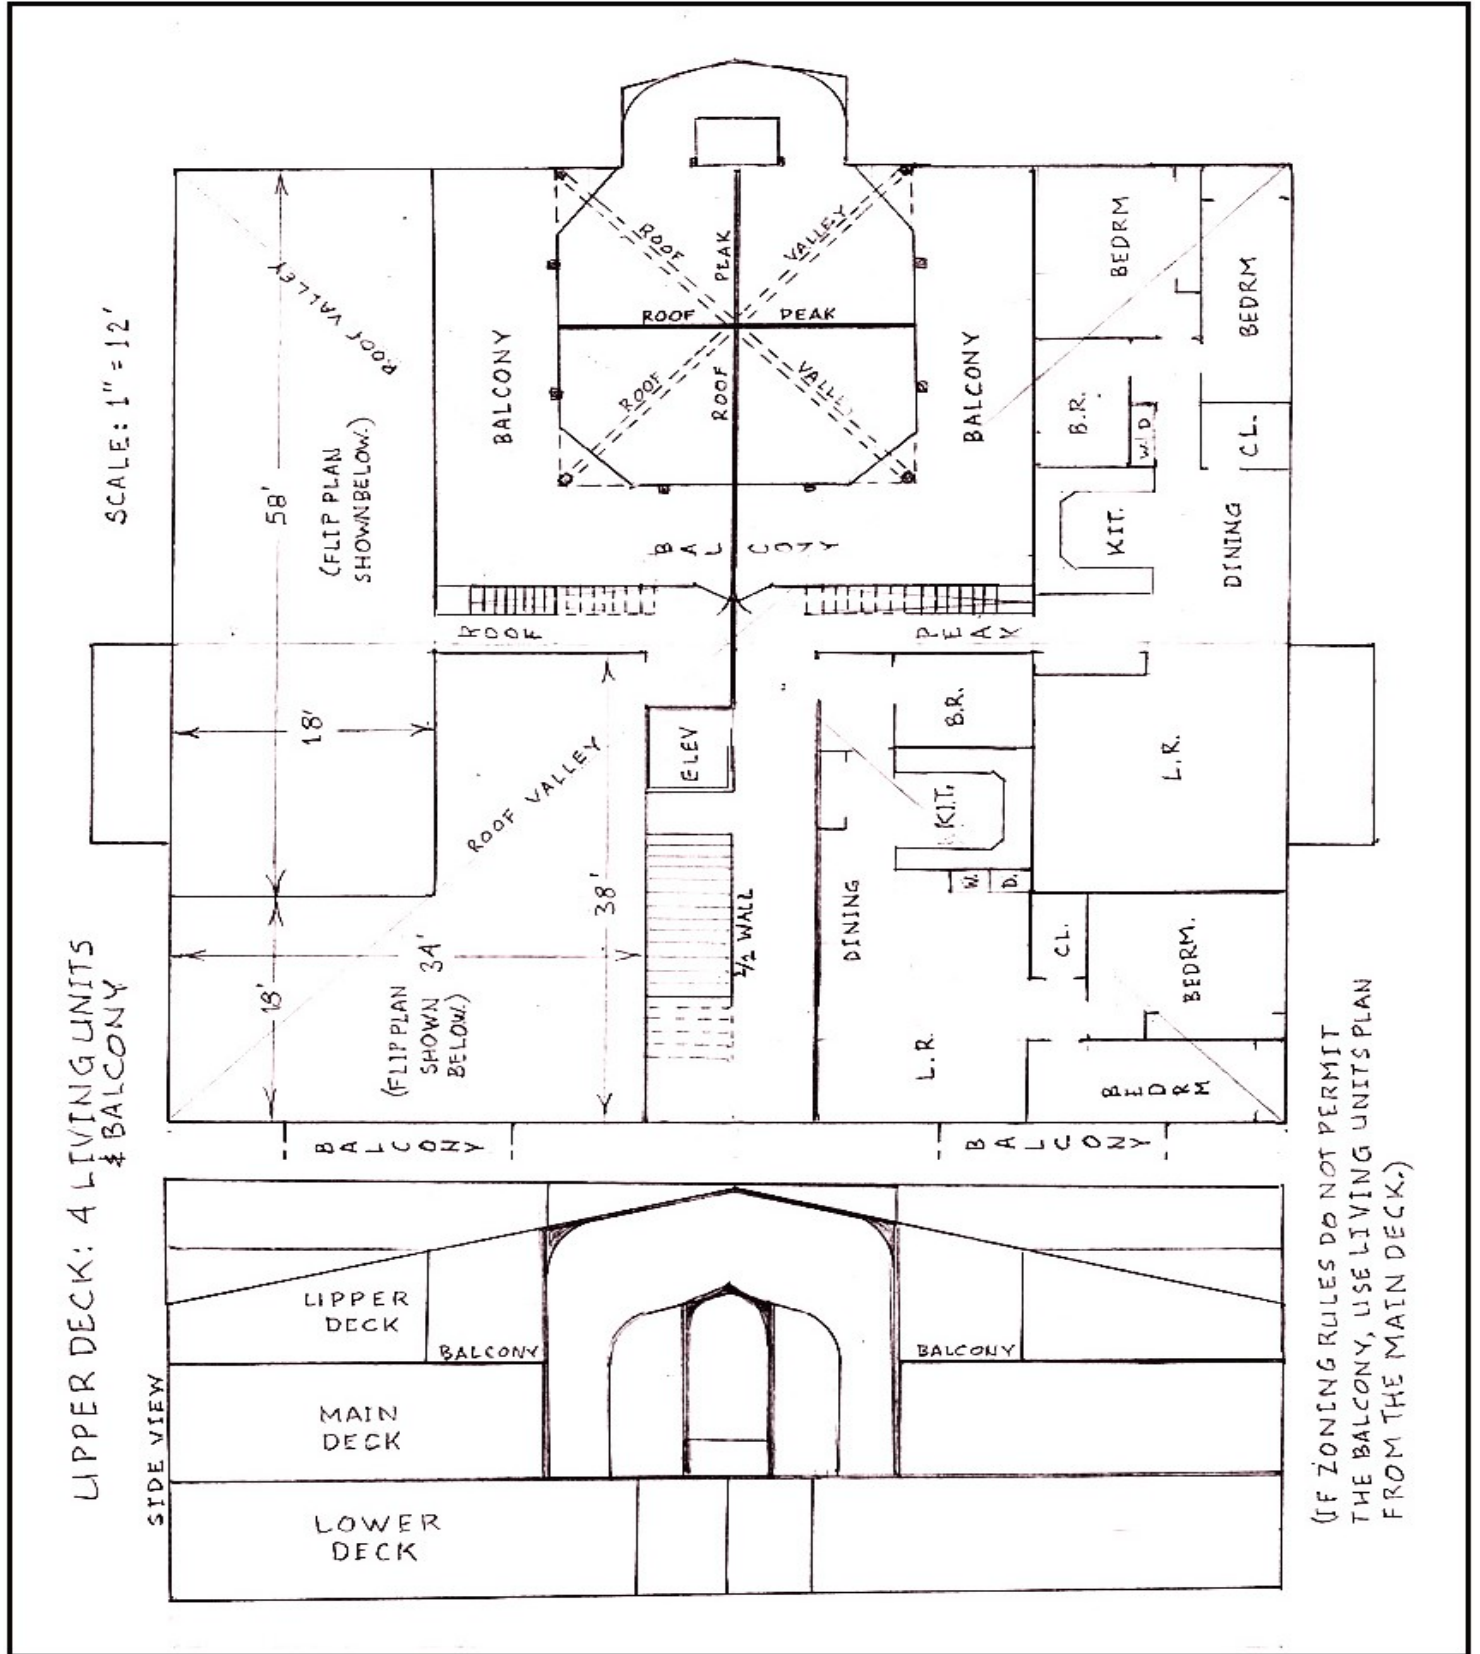 UPPER DECK: 4 LIVING UNITS
& BALCONY
SCALE: 1" = 12'
ROOF VALLEY
58'
(FLIP PLAN
SHOWN BELOW.)
18'
BALCONY
ROOF
VALLEY
PEAK
ROOF
PEAK
ROOF
VALLEY
ROOF
BALCONY
BALCONY
BEDRM
BEDRM
B.R.
W.D.
CL.
KIT.
DINING
ROOF
PEAK
ROOF VALLEY
ELEV
B.R.
L.R.
KIT.
38'
34'
18'
(FLIP PLAN
SHOWN
BELOW.)
1/2 WALL
DINING
W.
D.
CL.
BEDRM.
L.R.
BEDRM
BALCONY
BALCONY
SIDE VIEW
UPPER
DECK
BALCONY
BALCONY
MAIN
DECK
LOWER
DECK
(IF ZONING RULES DO NOT PERMIT
THE BALCONY, USE LIVING UNITS PLAN
FROM THE MAIN DECK.)